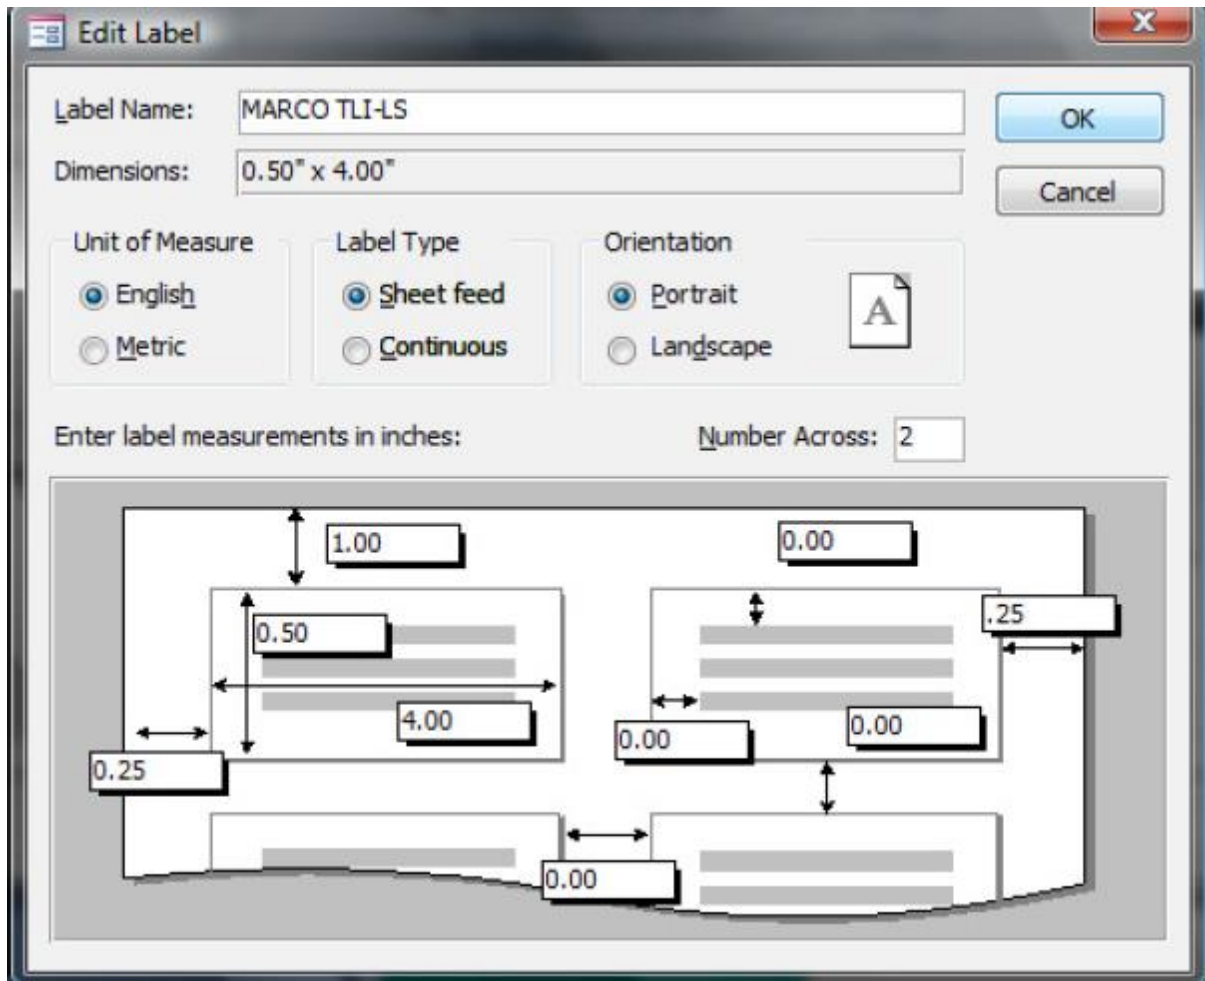 Edit Label
Label Name: MARCO TLI-LS
OK
Dimensions: 0.50" x 4.00"
Cancel
Unit of Measure Label Type Orientation
English Sheet feed Portrait
A
Metric Continuous Landscape
Enter label measurements in inches: Number Across: 2
1.00 0.00
.25
0.50
4.00 0.00 0.00
0.25
0.00